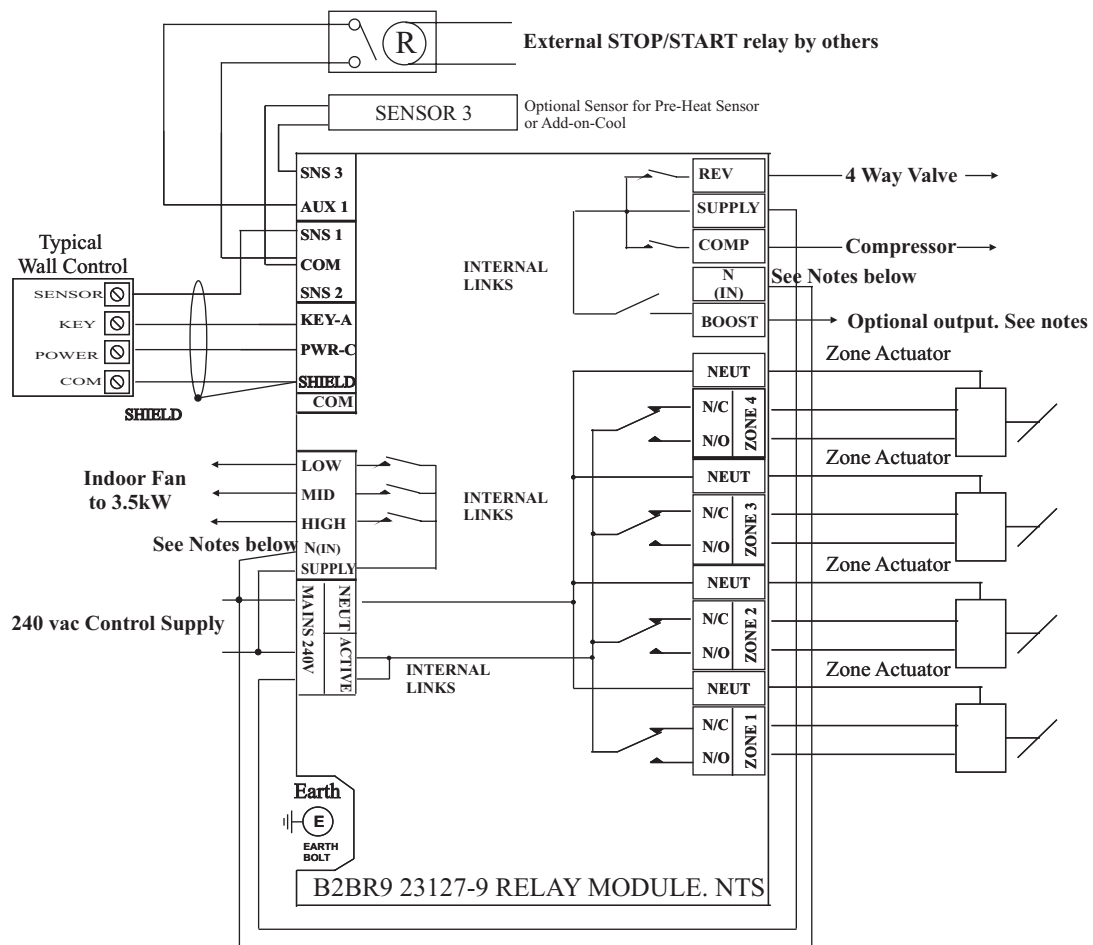 R
External STOP/START relay by others
SENSOR 3
Optional Sensor for Pre-Heat Sensor
or Add-on-Cool
SNS 3
AUX 1
SNS 1
COM
SNS 2
KEY-A
PWR-C
SHIELD
COM
Typical
Wall Control
SENSOR
KEY
POWER
COM
SHIELD
INTERNAL
LINKS
REV
SUPPLY
COMP
N
(IN)
BOOST
4 Way Valve
Compressor
See Notes below
Optional output. See notes
Zone Actuator
NEUT
N/C
N/O
ZONE 4
Zone Actuator
NEUT
N/C
N/O
ZONE 3
Zone Actuator
NEUT
N/C
N/O
ZONE 2
Zone Actuator
NEUT
N/C
N/O
ZONE 1
Indoor Fan
to 3.5kW
See Notes below
LOW
MID
HIGH
N(IN)
SUPPLY
INTERNAL
LINKS
240 vac Control Supply
MAINS 240V
NEUT
ACTIVE
INTERNAL
LINKS
Earth
E
EARTH
BOLT
B2BR9 23127-9 RELAY MODULE. NTS